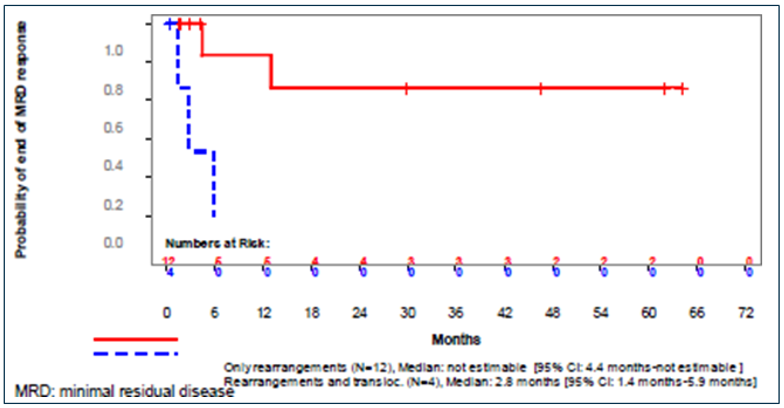 Probability of end of MRD response
1.0
0.8
0.6
0.4
0.2
0.0
Numbers at Risk:
12 5 5 4 4 3 3 3 2 2 2 0 0
4 0 0 0 0 0 0 0 0 0 0 0 0
0 6 12 18 24 30 36 42 48 54 60 66 72
Months
Only rearrangements (N=12), Median: not estimable [95% CI: 4.4 months-not estimable]
Rearrangements and transloc. (N=4), Median: 2.8 months [95% CI: 1.4 months-5.9 months]
MRD: minimal residual disease